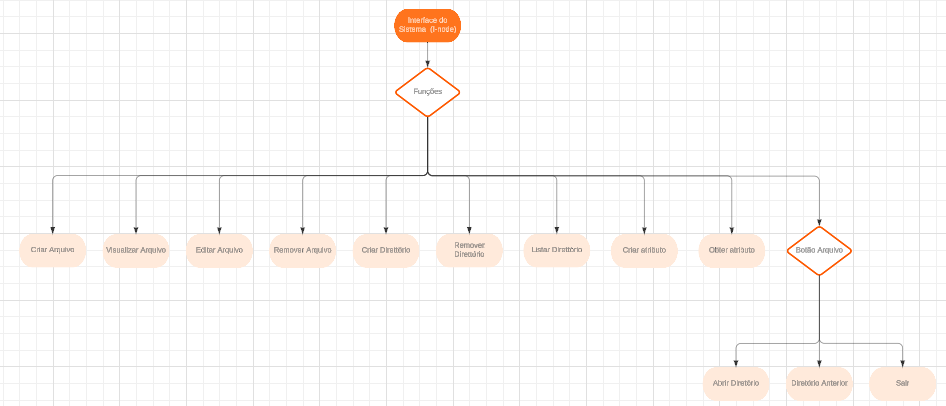 Interface do
Sistema (I-node)
Funções
Criar Arquivo
Visualizar Arquivo
Editar Arquivo
Remover Arquivo
Criar Diretório
Remover
Diretório
Listar Diretório
Criar atributo
Obter atributo
Botão Arquivo
Abrir Diretório
Diretório Anterior
Sair